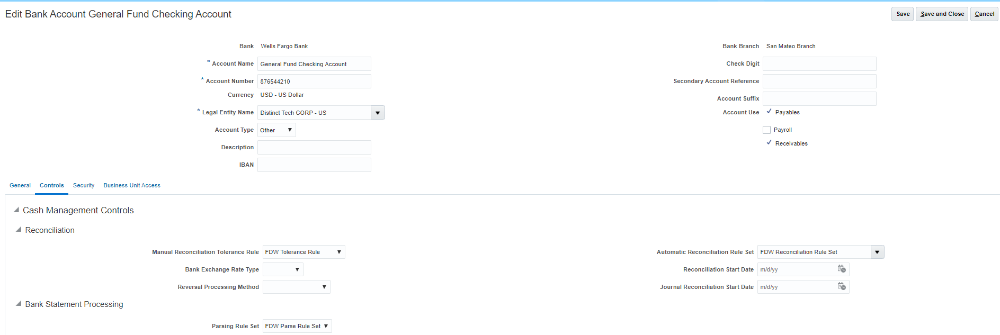 Edit Bank Account General Fund Checking Account
Save
Save and Close
Cancel
Bank Wells Fargo Bank
* Account Name General Fund Checking Account
* Account Number 876544210
Currency USD - US Dollar
* Legal Entity Name Distinct Tech CORP - US
Account Type Other
Description
IBAN
Bank Branch San Mateo Branch
Check Digit
Secondary Account Reference
Account Suffix
Account Use Payables
Payroll
Receivables
General Controls Security Business Unit Access
Cash Management Controls
Reconciliation
Manual Reconciliation Tolerance Rule FDW Tolerance Rule
Bank Exchange Rate Type
Reversal Processing Method
Automatic Reconciliation Rule Set FDW Reconciliation Rule Set
Reconciliation Start Date m/d/yy
Journal Reconciliation Start Date m/d/yy
Bank Statement Processing
Parsing Rule Set FDW Parse Rule Set